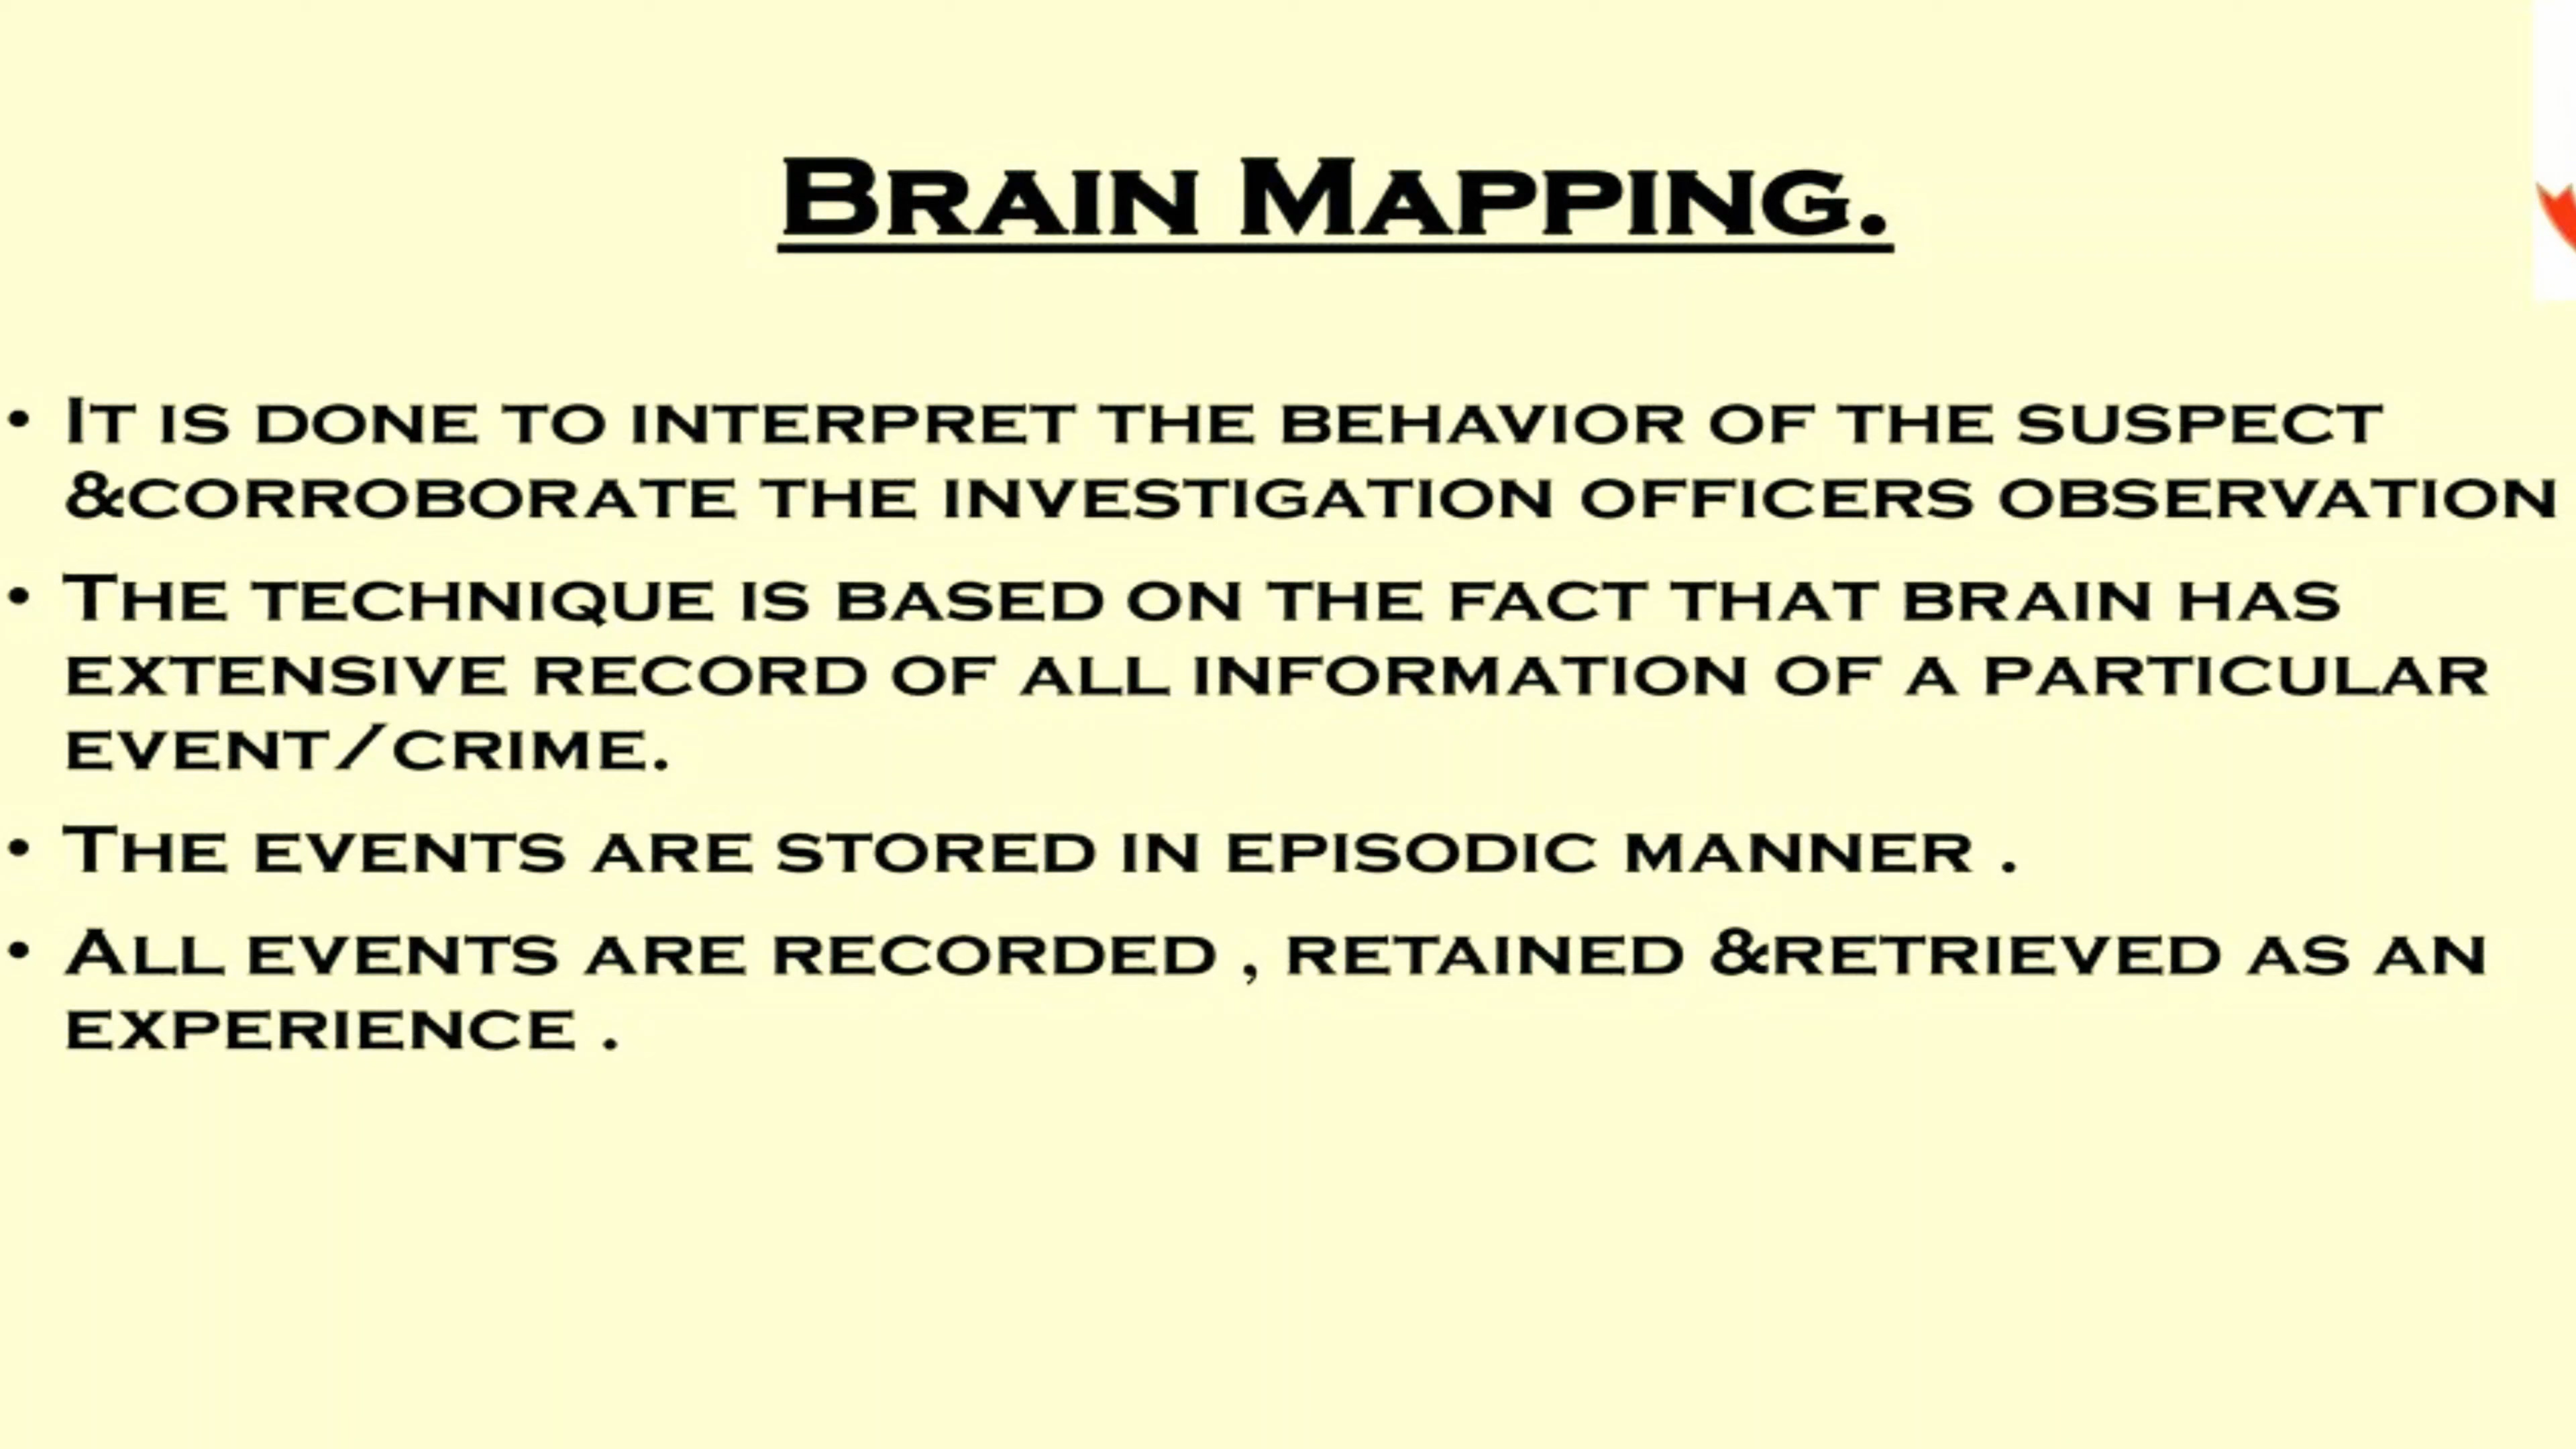 Brain Mapping.
• It is done to interpret the behavior of the suspect
&corroborate the investigation officers observation
• The technique is based on the fact that brain has
extensive record of all information of a particular
event/crime.
• The events are stored in episodic manner .
• All events are recorded , retained &retrieved as an
experience .